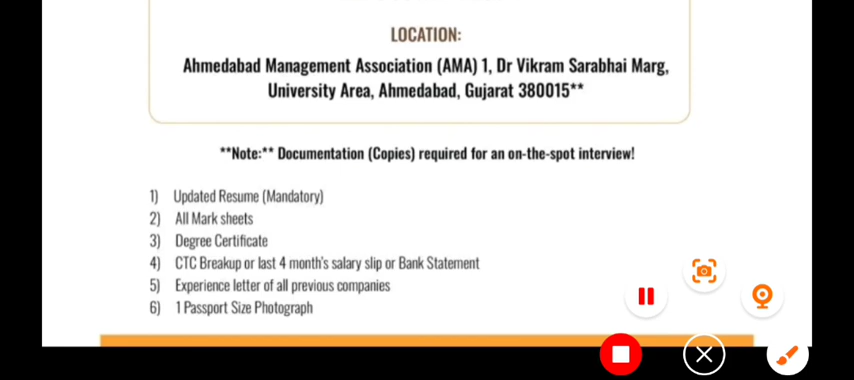 LOCATION:
Ahmedabad Management Association (AMA) 1, Dr Vikram Sarabhai Marg,
University Area, Ahmedabad, Gujarat 380015**
**Note:** Documentation (Copies) required for an on-the-spot interview!
1) Updated Resume (Mandatory)
2) All Mark sheets
3) Degree Certificate
4) CTC Breakup or last 4 month's salary slip or Bank Statement
5) Experience letter of all previous companies
6) 1 Passport Size Photograph